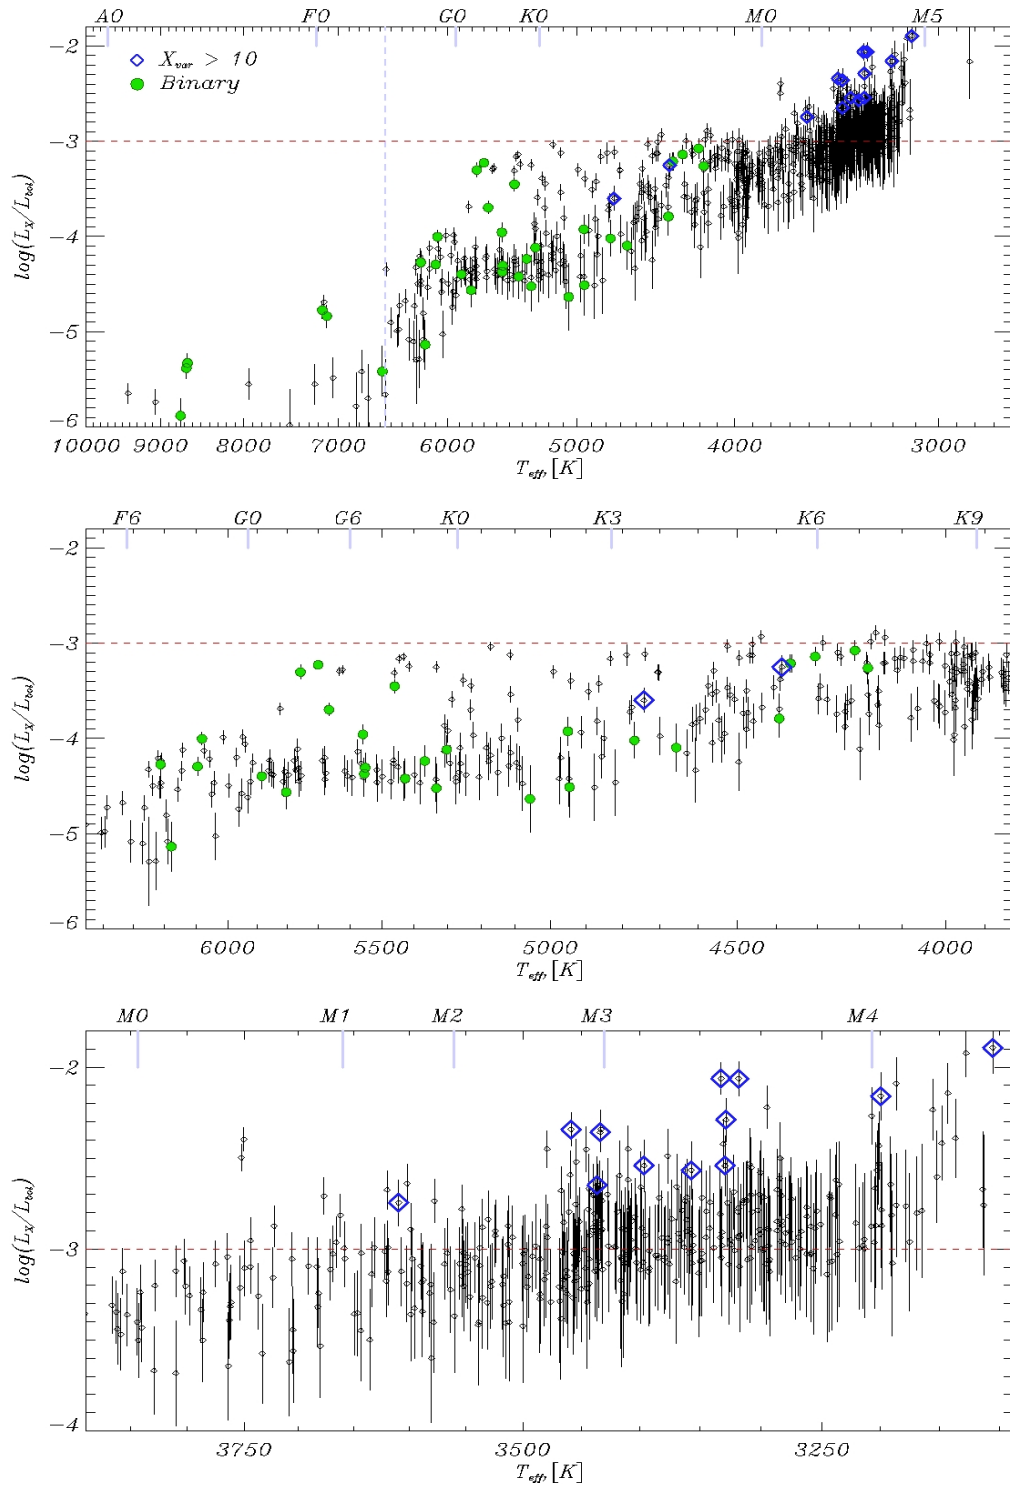 A0 F0 G0 K0 M0 M5
X_var > 10
Binary
log(L_X/L_bol)
−2
−3
−4
−5
−6
10000 9000 8000 7000 6000 5000 4000 3000
T_eff, [K]
F6 G0 G6 K0 K3 K6 K9
log(L_X/L_bol)
−2
−3
−4
−5
−6
6000 5500 5000 4500 4000
T_eff, [K]
M0 M1 M2 M3 M4
log(L_X/L_bol)
−2
−3
−4
3750 3500 3250
T_eff, [K]